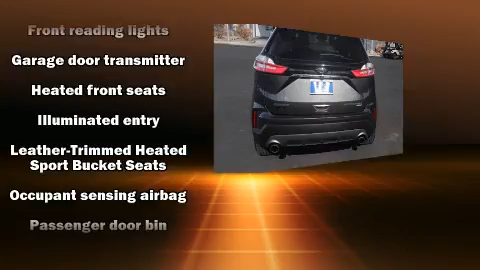 Front reading lights
Garage door transmitter
Heated front seats
Illuminated entry
Leather-Trimmed Heated
Sport Bucket Seats
Occupant sensing airbag
Passenger door bin